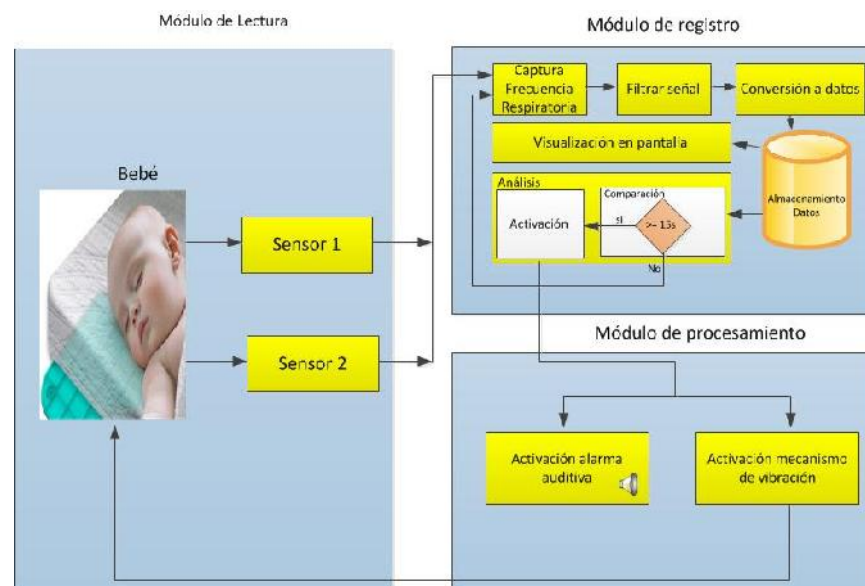 Módulo de Lectura
Bebé
Sensor 1
Sensor 2
Módulo de registro
Captura
Frecuencia
Respiratoria
Filtrar señal
Conversión a datos
Visualización en pantalla
Almacenamiento
Datos
Análisis
Comparación
Activación
si
>= 15s
No
Módulo de procesamiento
Activación alarma
auditiva
Activación mecanismo
de vibración